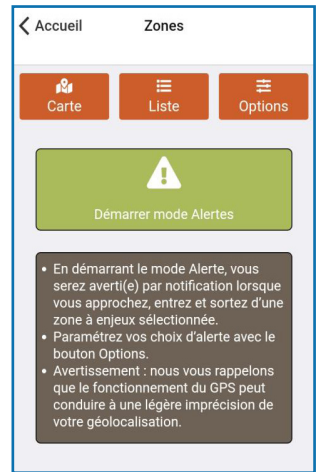 Accueil Zones
Carte Liste Options
Démarrer mode Alertes
• En démarrant le mode Alerte, vous
serez averti(e) par notification lorsque
vous approchez, entrez et sortez d'une
zone à enjeux sélectionnée.
• Paramétrez vos choix d'alerte avec le
bouton Options.
• Avertissement : nous vous rappelons
que le fonctionnement du GPS peut
conduire à une légère imprécision de
votre géolocalisation.